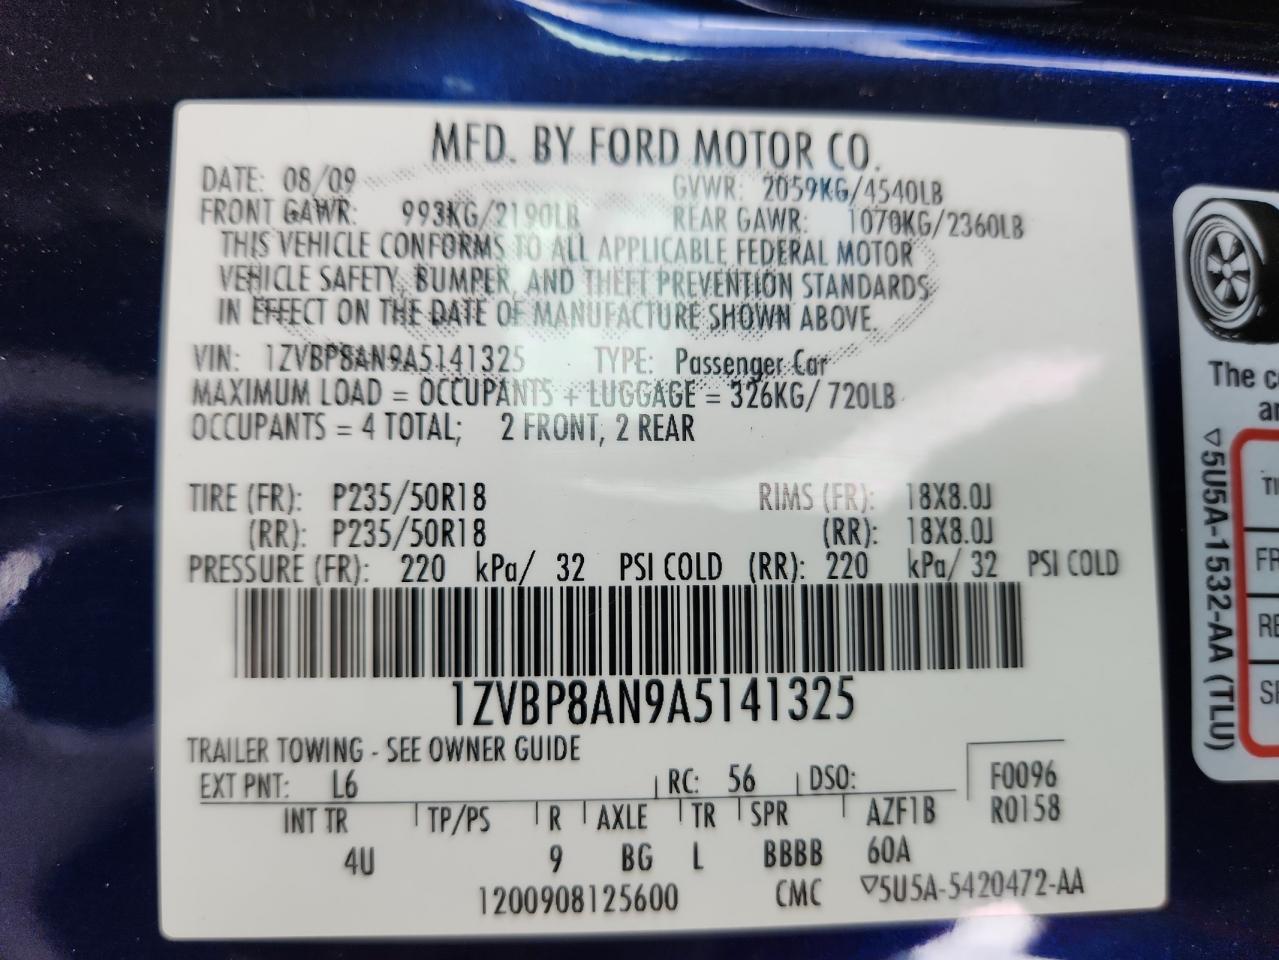 MFD. BY FORD MOTOR CO.
DATE: 08/09 GVWR: 2059KG/4540LB
FRONT GAWR: 993KG/2190LB REAR GAWR: 1070KG/2360LB
THIS VEHICLE CONFORMS TO ALL APPLICABLE FEDERAL MOTOR
VEHICLE SAFETY, BUMPER, AND THEFT PREVENTION STANDARDS
IN EFFECT ON THE DATE OF MANUFACTURE SHOWN ABOVE.
VIN: 1ZVBP8AN9A5141325 TYPE: Passenger Car
MAXIMUM LOAD = OCCUPANTS + LUGGAGE = 326KG/ 720LB
OCCUPANTS = 4 TOTAL; 2 FRONT, 2 REAR
TIRE (FR): P235/50R18 RIMS (FR): 18X8.0J
(RR): P235/50R18 (RR): 18X8.0J
PRESSURE (FR): 220 kPa/ 32 PSI COLD (RR): 220 kPa/ 32 PSI COLD
1ZVBP8AN9A5141325
TRAILER TOWING - SEE OWNER GUIDE
EXT PNT: L6 RC: 56 DSO: F0096
INT TR TP/PS R AXLE TR SPR AZF1B R0158
4U 9 BG L BBBB 60A
1200908125600 CMC ▽5U5A-5420472-AA
The
▽5U5A-1532-AA (TLU)